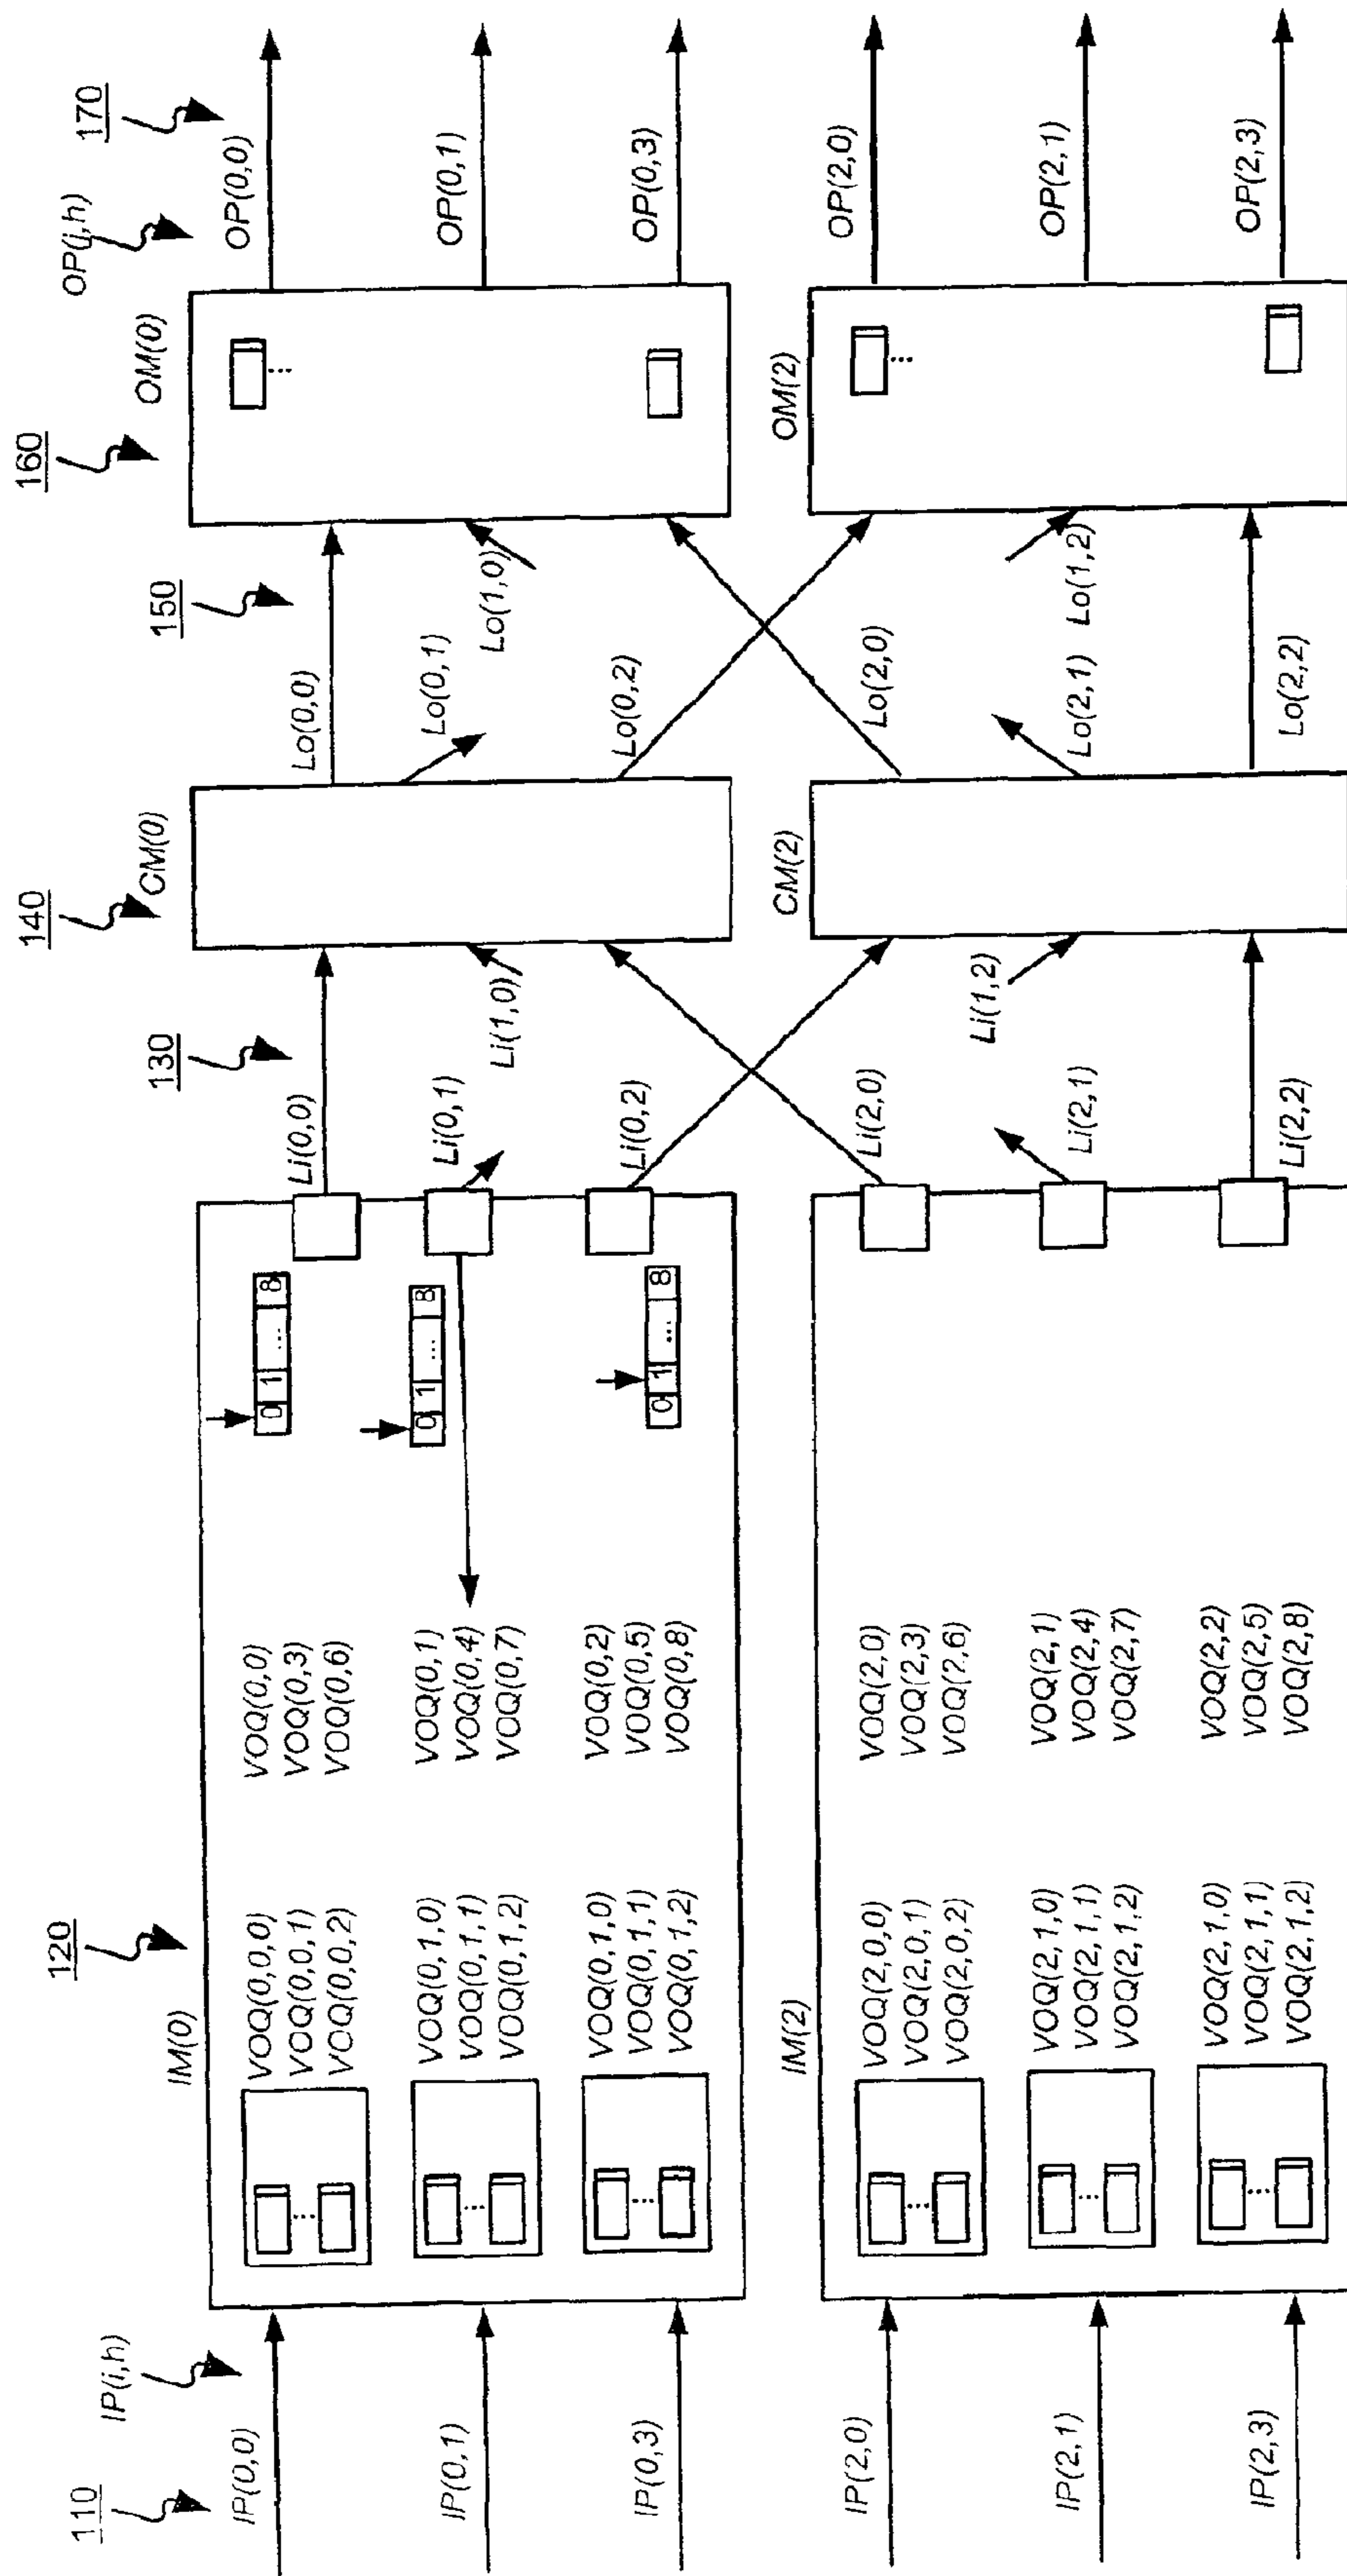 110
IP(i,h)
120
130
140
150
160
OP(j,h)
170
IP(0,0)
IP(0,1)
IP(0,3)
IM(0)
VOQ(0,0,0)
VOQ(0,0,1)
VOQ(0,0,2)
VOQ(0,1,0)
VOQ(0,1,1)
VOQ(0,1,2)
VOQ(0,1,0)
VOQ(0,1,1)
VOQ(0,1,2)
VOQ(0,0)
VOQ(0,3)
VOQ(0,6)
VOQ(0,1)
VOQ(0,4)
VOQ(0,7)
VOQ(0,2)
VOQ(0,5)
VOQ(0,8)
0 1 ... 8
0 1 ... 8
0 1 ... 8
Li(0,0)
Li(0,1)
Li(0,2)
Li(1,0)
CM(0)
Lo(0,0)
Lo(0,1)
Lo(0,2)
Lo(1,0)
OM(0)
OP(0,0)
OP(0,1)
OP(0,3)
IP(2,0)
IP(2,1)
IP(2,3)
IM(2)
VOQ(2,0,0)
VOQ(2,0,1)
VOQ(2,0,2)
VOQ(2,1,0)
VOQ(2,1,1)
VOQ(2,1,2)
VOQ(2,1,0)
VOQ(2,1,1)
VOQ(2,1,2)
VOQ(2,0)
VOQ(2,3)
VOQ(2,6)
VOQ(2,1)
VOQ(2,4)
VOQ(2,7)
VOQ(2,2)
VOQ(2,5)
VOQ(2,8)
Li(2,0)
Li(2,1)
Li(2,2)
Li(1,2)
CM(2)
Lo(2,0)
Lo(2,1)
Lo(2,2)
Lo(1,2)
OM(2)
OP(2,0)
OP(2,1)
OP(2,3)